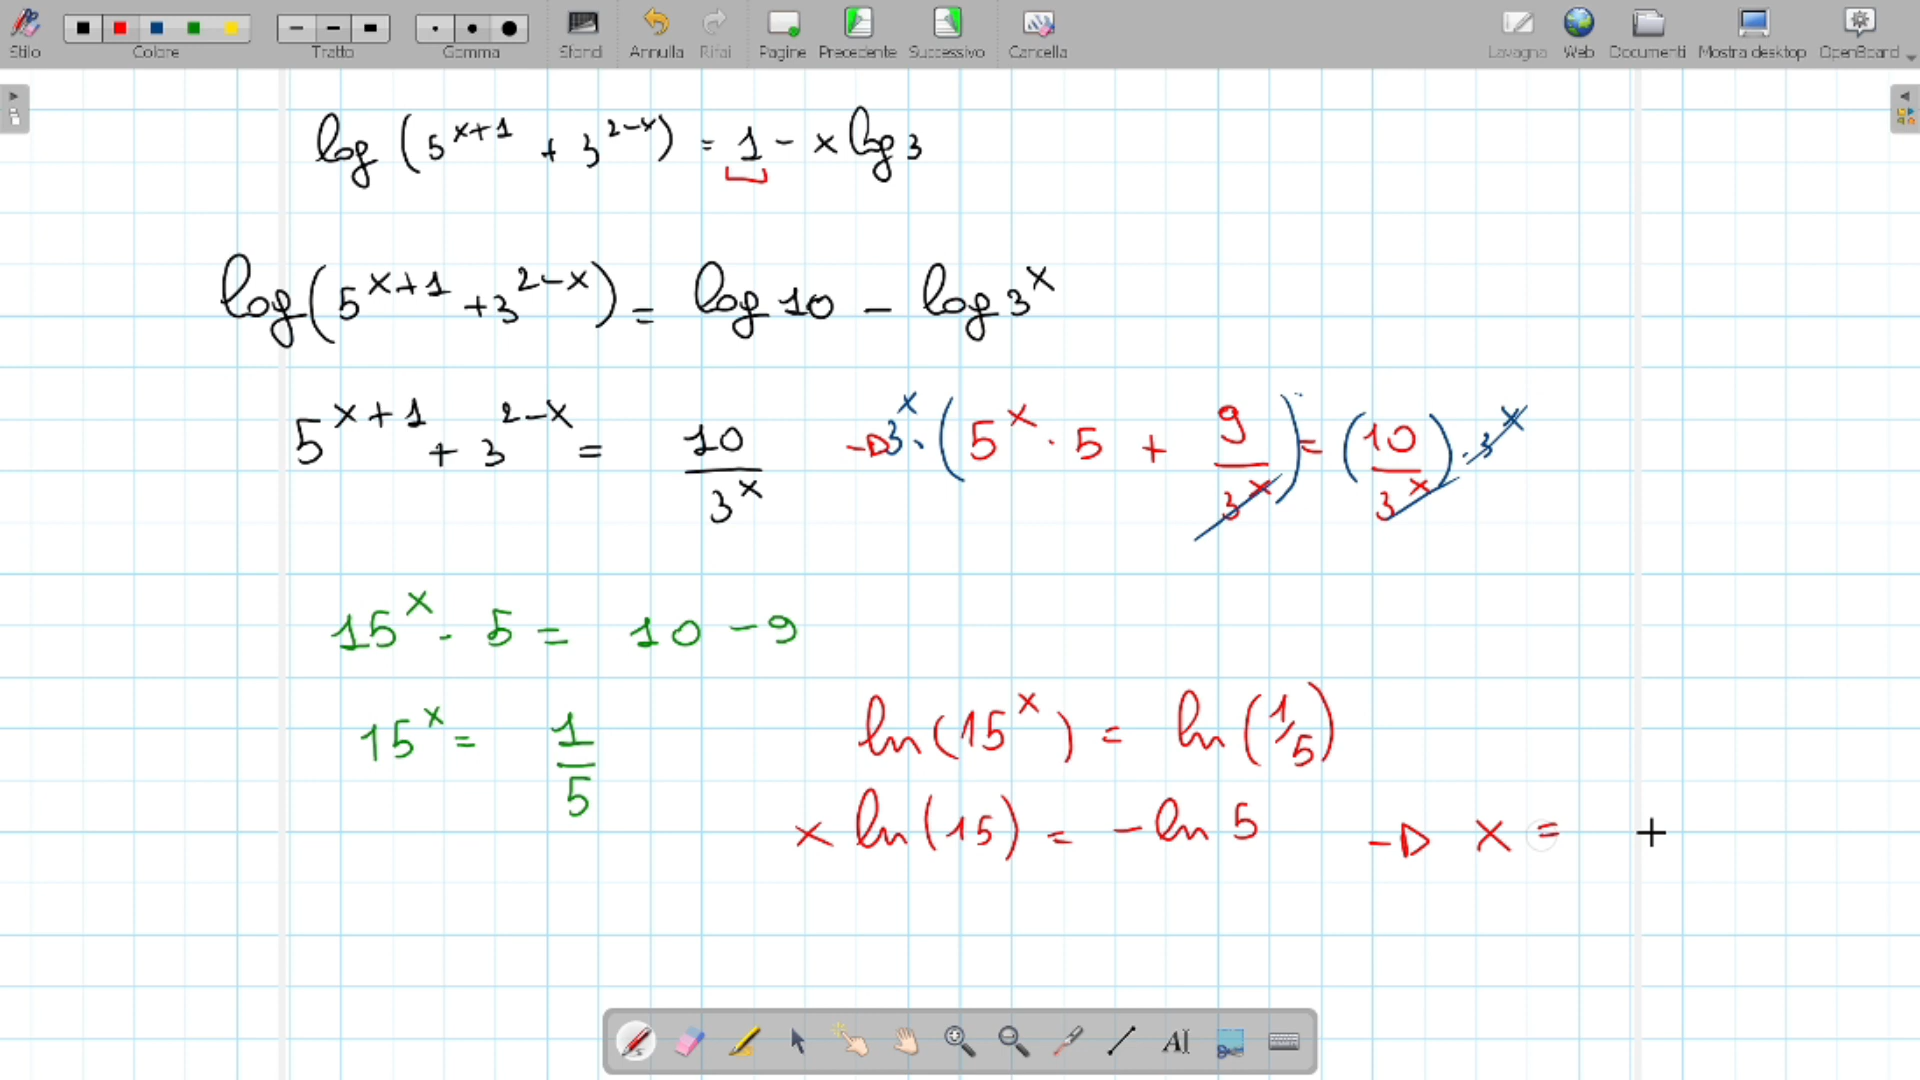 Stilo Colore Tratto Gomma Sfondi Annulla Rifai Pagine Precedente Successivo Cancella Lavagna Web Documenti Mostra desktop OpenBoard
log (5^{x+1} + 3^{2-x}) = 1 - x log 3
log (5^{x+1} + 3^{2-x}) = log 10 - log 3^x
5^{x+1} + 3^{2-x} = 10/3^x → 3^x · (5^x · 5 + 9/3^x) = (10/3^x) · 3^x
15^x · 5 = 10 - 9
15^x = 1/5
ln (15^x) = ln (1/5)
x ln (15) = - ln 5 → x =
AI